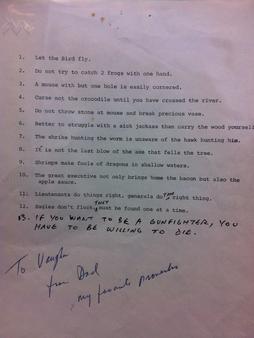 1. Let the Bird fly.
2. Do not try to catch 2 frogs with one hand.
3. A mouse with but one hole is easily cornered.
4. Curse not the crocodile until you have crossed the river.
5. Do not throw stone at mouse and break precious vase.
6. Better to struggle with a sick jackass then carry the wood yourself
7. The shrike hunting the worm is unaware of the hawk hunting him.
8. It is not the last blow of the axe that fells the tree.
9. Shrimps make fools of dragons in shallow waters.
10. The great executive not only brings home the bacon but also the
apple sauce.
11. Lieutenants do things right, generals do THE right thing.
12. Eagles don't flock, THEY must be found one at a time.
13. IF YOU WANT TO BE A GUNFIGHTER, YOU
HAVE TO BE WILLING TO DIE.
To Vaughn
from Dad
my favorite proverbs